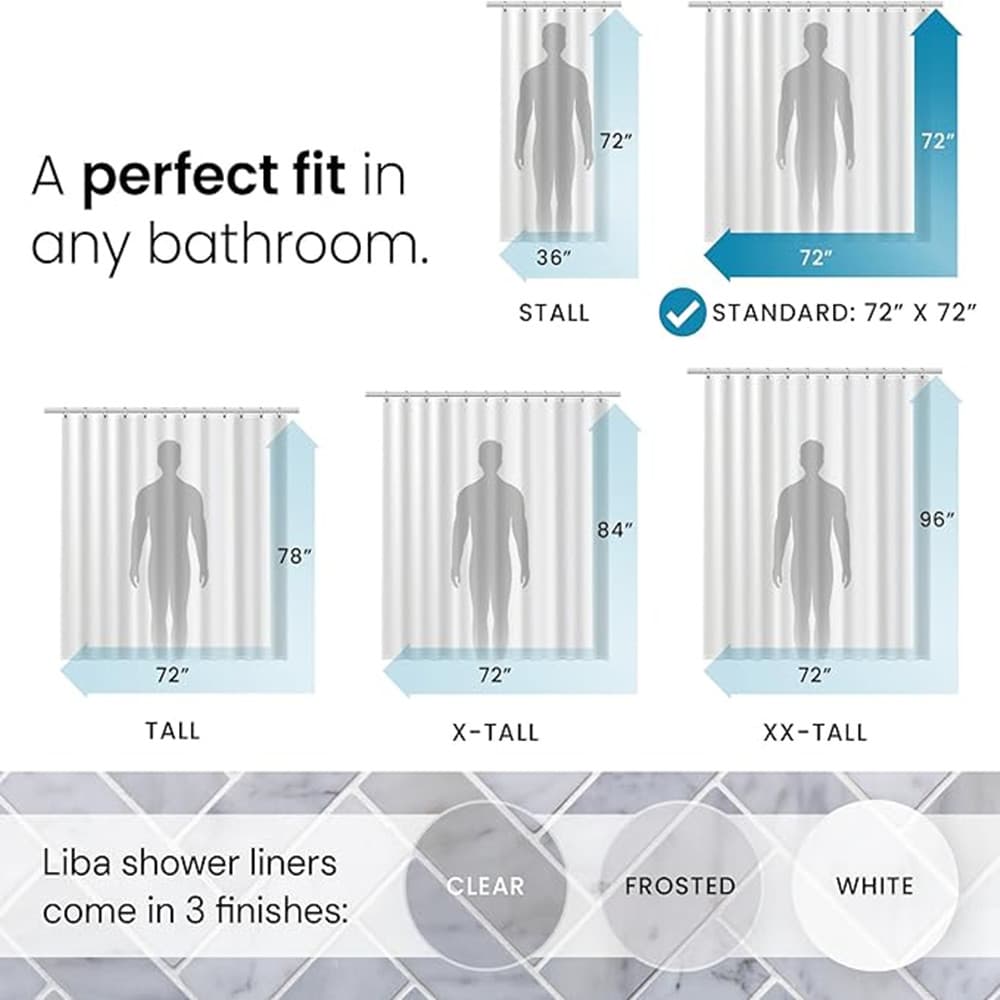 A perfect fit in
any bathroom.
72”
36”
STALL
72”
72”
STANDARD: 72” X 72”
78”
72”
TALL
84”
72”
X-TALL
96”
72”
XX-TALL
Liba shower liners
come in 3 finishes:
CLEAR
FROSTED
WHITE